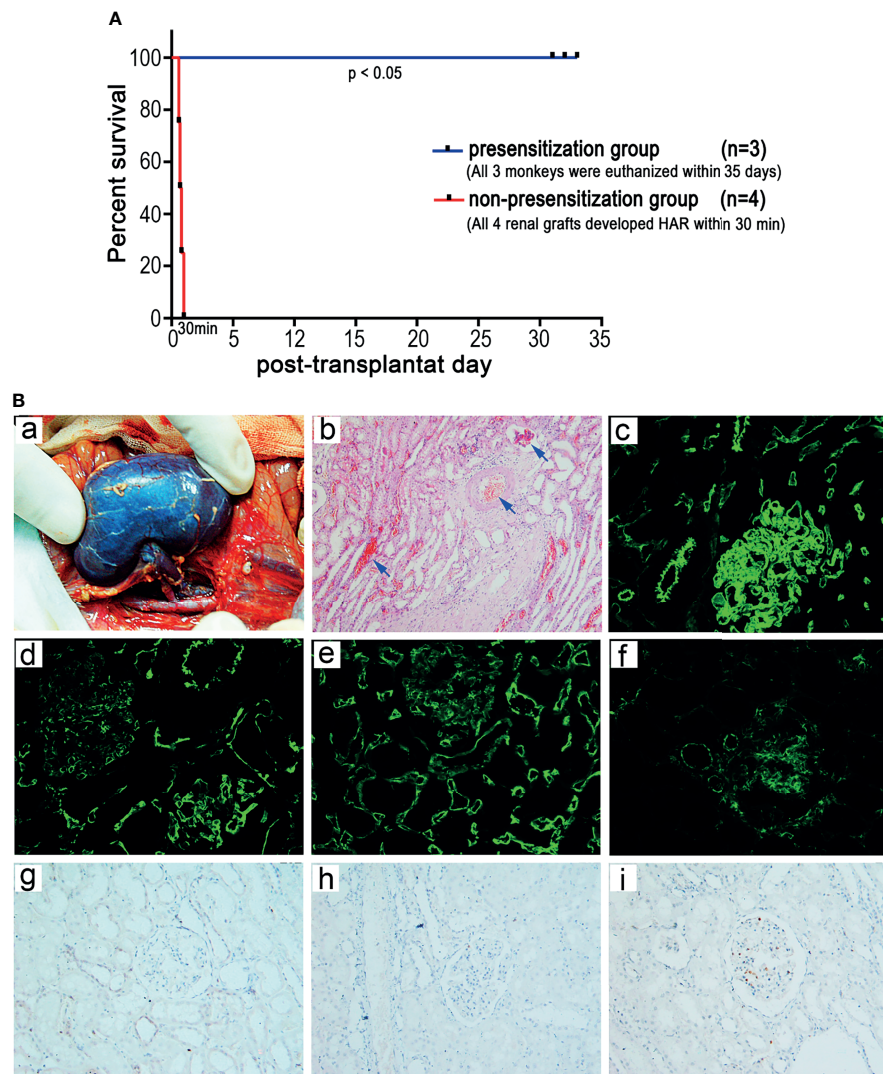 A
Percent survival
100
80
60
40
20
0
p < 0.05
presensitization group (n=3)
(All 3 monkeys were euthanized within 35 days)
non-presensitization group (n=4)
(All 4 renal grafts developed HAR within 30 min)
30min
0 5 12 15 20 25 30 35
post-transplantat day
B
a b c
d e f
g h i